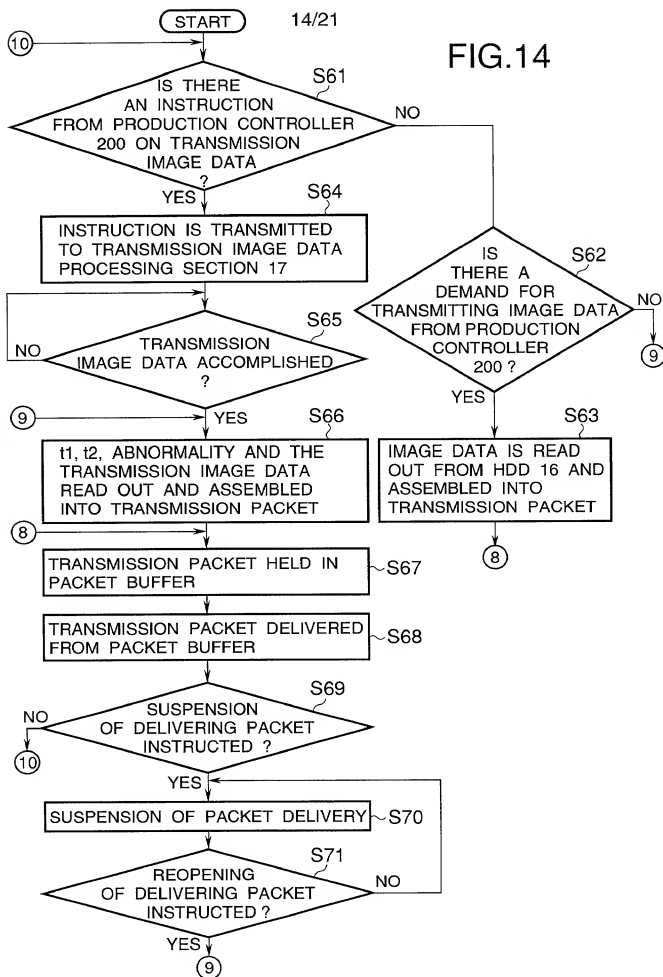 START
14/21
FIG.14
10
S61
IS THERE
AN INSTRUCTION
FROM PRODUCTION CONTROLLER
200 ON TRANSMISSION
IMAGE DATA
?
NO
YES
S64
INSTRUCTION IS TRANSMITTED
TO TRANSMISSION IMAGE DATA
PROCESSING SECTION 17
S62
IS
THERE A
DEMAND FOR
TRANSMITTING IMAGE DATA
FROM PRODUCTION
CONTROLLER
200 ?
NO
9
YES
S65
TRANSMISSION
IMAGE DATA ACCOMPLISHED
?
NO
YES
9
S66
t1, t2, ABNORMALITY AND THE
TRANSMISSION IMAGE DATA
READ OUT AND ASSEMBLED
INTO TRANSMISSION PACKET
S63
IMAGE DATA IS READ
OUT FROM HDD 16 AND
ASSEMBLED INTO
TRANSMISSION PACKET
8
8
TRANSMISSION PACKET HELD IN
PACKET BUFFER
S67
TRANSMISSION PACKET DELIVERED
FROM PACKET BUFFER
S68
S69
SUSPENSION
OF DELIVERING PACKET
INSTRUCTED ?
NO
10
YES
SUSPENSION OF PACKET DELIVERY
S70
S71
REOPENING
OF DELIVERING PACKET
INSTRUCTED ?
NO
YES
9